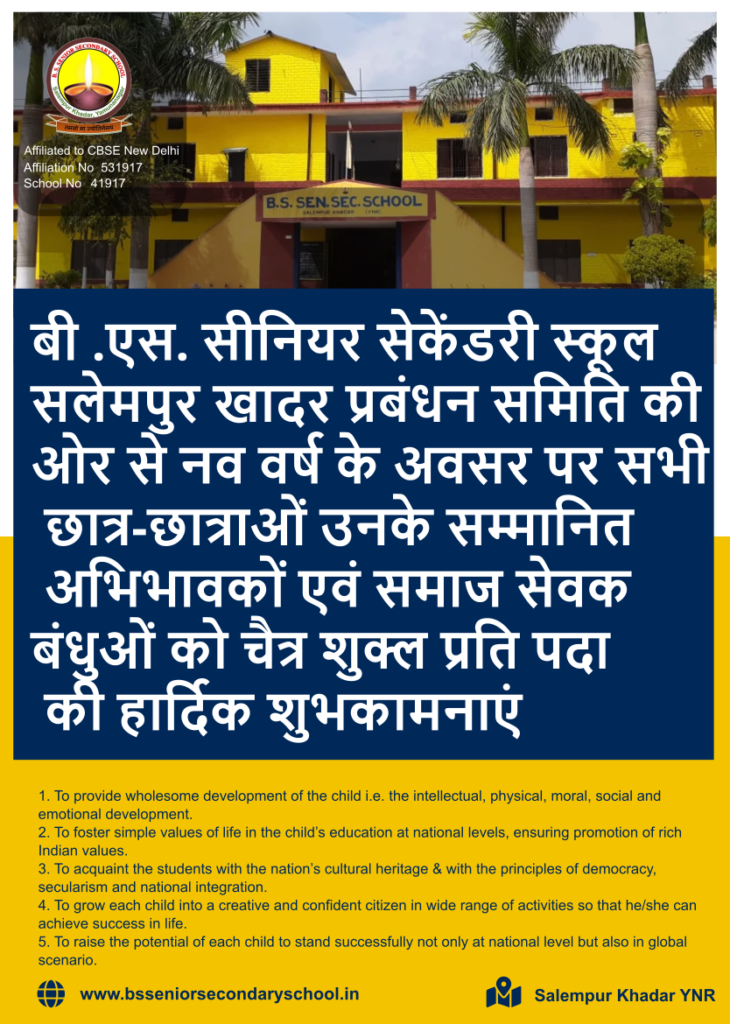 B. S. SENIOR SECONDARY SCHOOL
Salempur Khadar, Yamunanagar
Affiliated to CBSE New Delhi
Affiliation No 531917
School No 41917
B.S. SEN.SEC.SCHOOL
SALEMPUR KHADAR (YNR)
बी .एस. सीनियर सेकेंडरी स्कूल
सलेमपुर खादर प्रबंधन समिति की
ओर से नव वर्ष के अवसर पर सभी
छात्र-छात्राओं उनके सम्मानित
अभिभावकों एवं समाज सेवक
बंधुओं को चैत्र शुक्ल प्रति पदा
की हार्दिक शुभकामनाएं
1. To provide wholesome development of the child i.e. the intellectual, physical, moral, social and
emotional development.
2. To foster simple values of life in the child’s education at national levels, ensuring promotion of rich
Indian values.
3. To acquaint the students with the nation’s cultural heritage & with the principles of democracy,
secularism and national integration.
4. To grow each child into a creative and confident citizen in wide range of activities so that he/she can
achieve success in life.
5. To raise the potential of each child to stand successfully not only at national level but also in global
scenario.
www.bsseniorsecondaryschool.in
Salempur Khadar YNR